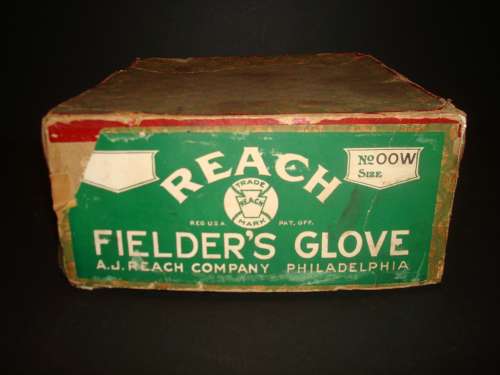 REACH
No 00W
SIZE
TRADE
REACH
MARK
REG U.S.A. PAT. OFF.
FIELDER'S GLOVE
A.J. REACH COMPANY PHILADELPHIA